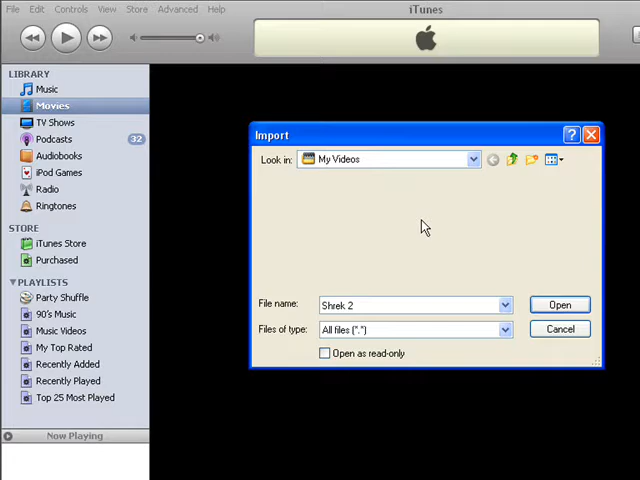 File Edit Controls View Store Advanced Help
iTunes
LIBRARY
Music
Movies
TV Shows
Podcasts 32
Audiobooks
iPod Games
Radio
Ringtones
STORE
iTunes Store
Purchased
PLAYLISTS
Party Shuffle
90's Music
Music Videos
My Top Rated
Recently Added
Recently Played
Top 25 Most Played
Now Playing
Import
Look in: My Videos
File name: Shrek 2 Open
Files of type: All files (*.*) Cancel
Open as read-only